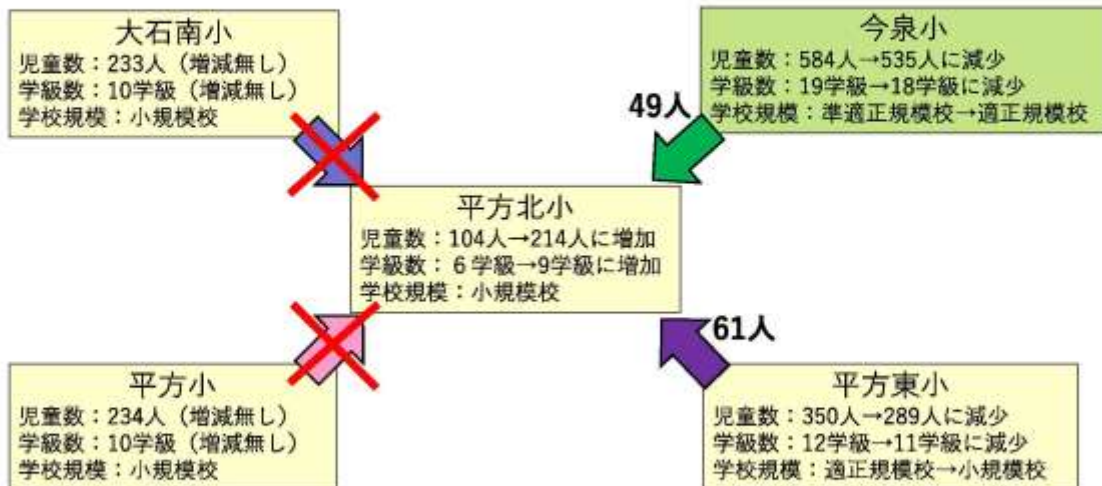 大石南小
児童数：233人（増減無し）
学級数：10学級（増減無し）
学校規模：小規模校
今泉小
児童数：584人→535人に減少
学級数：19学級→18学級に減少
学校規模：準適正規模校→適正規模校
49人
平方北小
児童数：104人→214人に増加
学級数：６学級→9学級に増加
学校規模：小規模校
61人
平方小
児童数：234人（増減無し）
学級数：10学級（増減無し）
学校規模：小規模校
平方東小
児童数：350人→289人に減少
学級数：12学級→11学級に減少
学校規模：適正規模校→小規模校